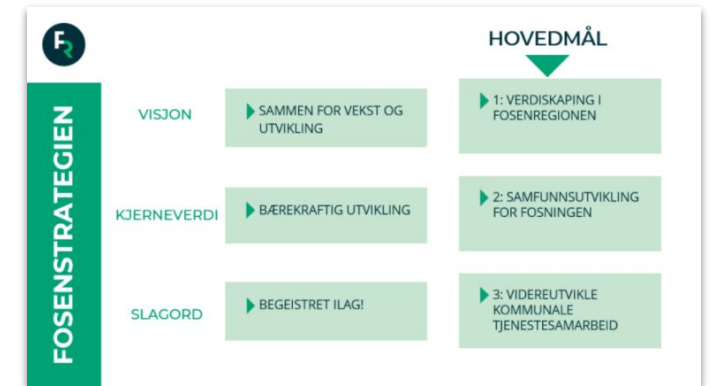 FR
HOVEDMÅL
FOSENSTRATEGIEN
VISJON
SAMMEN FOR VEKST OG
UTVIKLING
1: VERDISKAPING I
FOSENREGIONEN
KJERNEVERDI
BÆREKRAFTIG UTVIKLING
2: SAMFUNNSUTVIKLING
FOR FOSNINGEN
SLAGORD
BEGEISTRET ILAG!
3: VIDEREUTVIKLE
KOMMUNALE
TJENESTESAMARBEID